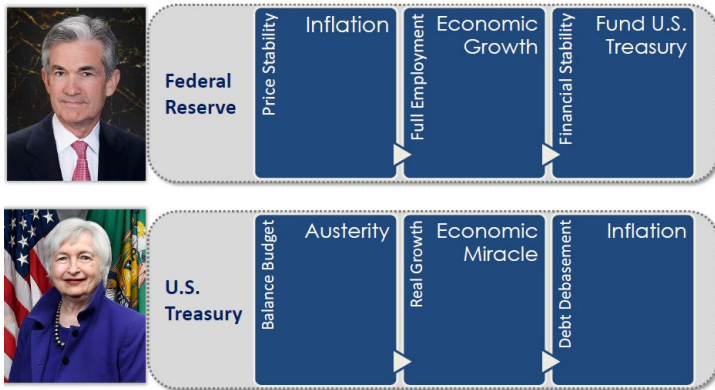 Federal
Reserve
Price Stability
Inflation
Full Employment
Economic
Growth
Financial Stability
Fund U.S.
Treasury
U.S.
Treasury
Balance Budget
Austerity
Real Growth
Economic
Miracle
Debt Debasement
Inflation